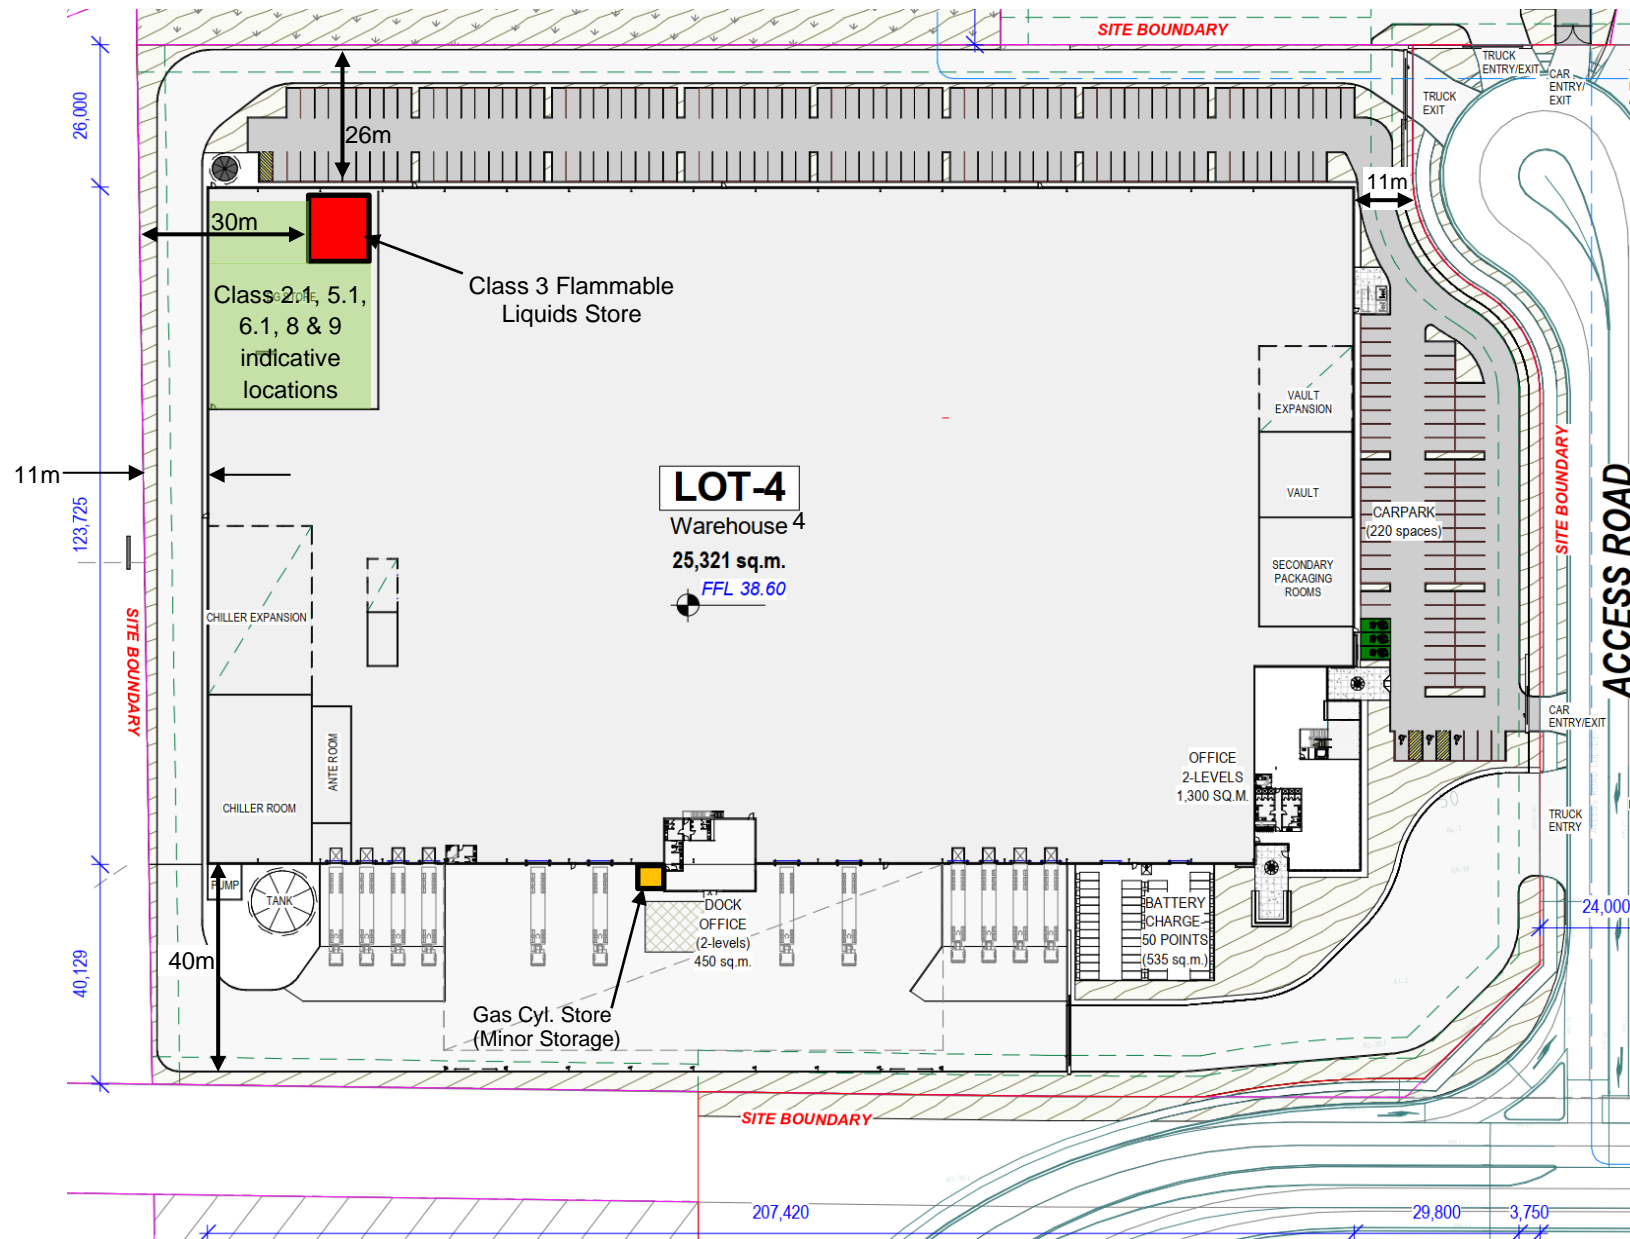 SITE BOUNDARY
TRUCK
ENTRY/EXIT
CAR
ENTRY/
EXIT
TRUCK
EXIT
26,000
26m
11m
30m
Class 3 Flammable
Liquids Store
Class 2.1, 5.1,
6.1, 8 & 9
indicative
locations
VAULT
EXPANSION
11m
LOT-4
Warehouse 4
25,321 sq.m.
FFL 38.60
VAULT
CARPARK
(220 spaces)
SITE BOUNDARY
ACCESS ROAD
123,725
SECONDARY
PACKAGING
ROOMS
CHILLER EXPANSION
SITE BOUNDARY
CAR
ENTRY/EXIT
ANTE ROOM
CHILLER ROOM
OFFICE
2-LEVELS
1,300 SQ.M.
TRUCK
ENTRY
PUMP
TANK
DOCK
OFFICE
(2-levels)
450 sq.m.
BATTERY
CHARGE-
50 POINTS
(535 sq.m.)
24,000
40m
40,129
Gas Cyl. Store
(Minor Storage)
SITE BOUNDARY
207,420
29,800
3,750